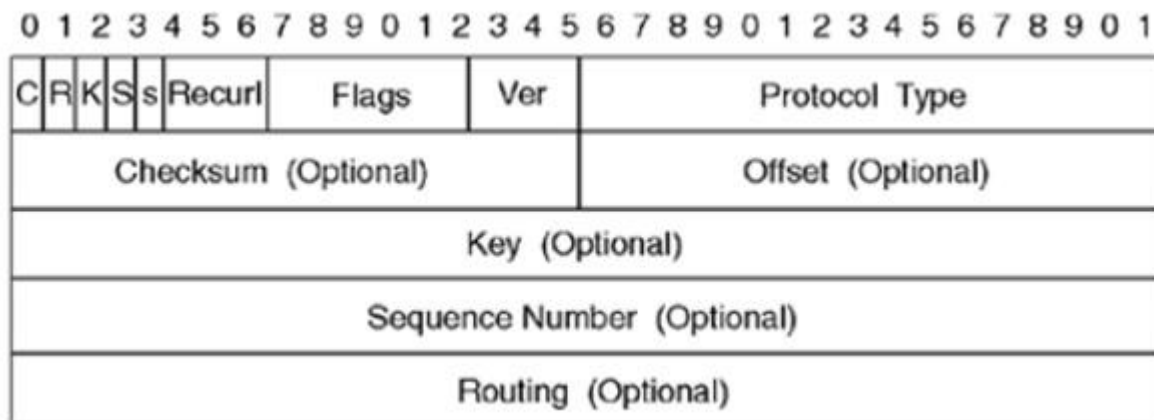 0 1 2 3 4 5 6 7 8 9 0 1 2 3 4 5 6 7 8 9 0 1 2 3 4 5 6 7 8 9 0 1
C R K S s Recurl Flags Ver Protocol Type
Checksum (Optional) Offset (Optional)
Key (Optional)
Sequence Number (Optional)
Routing (Optional)